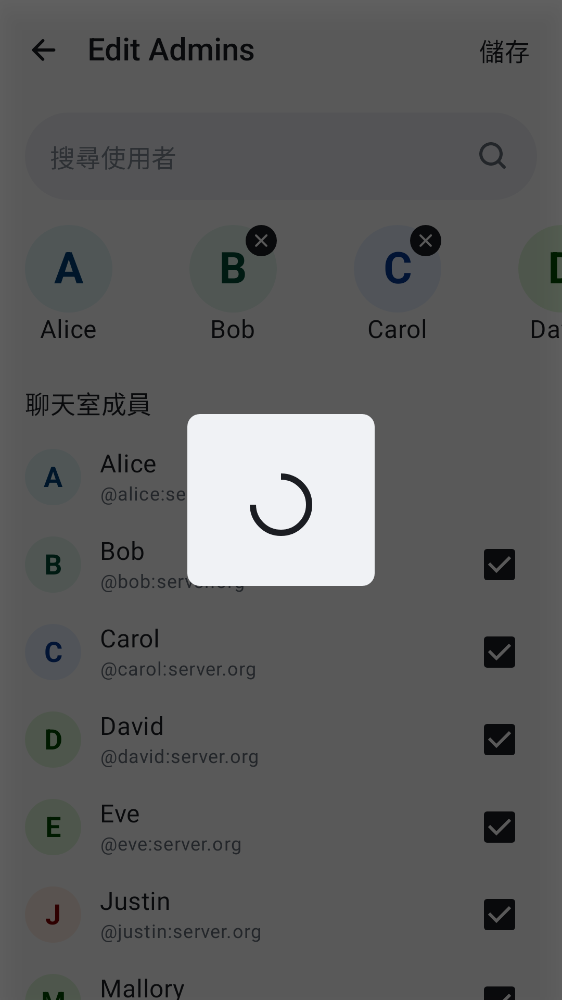 Edit Admins
儲存
搜尋使用者
A
B
C
D
Alice
Bob
Carol
Da
聊天室成員
A
Alice
@alice:se
B
Bob
@bob:server.org
C
Carol
@carol:server.org
D
David
@david:server.org
E
Eve
@eve:server.org
J
Justin
@justin:server.org
M
Mallory